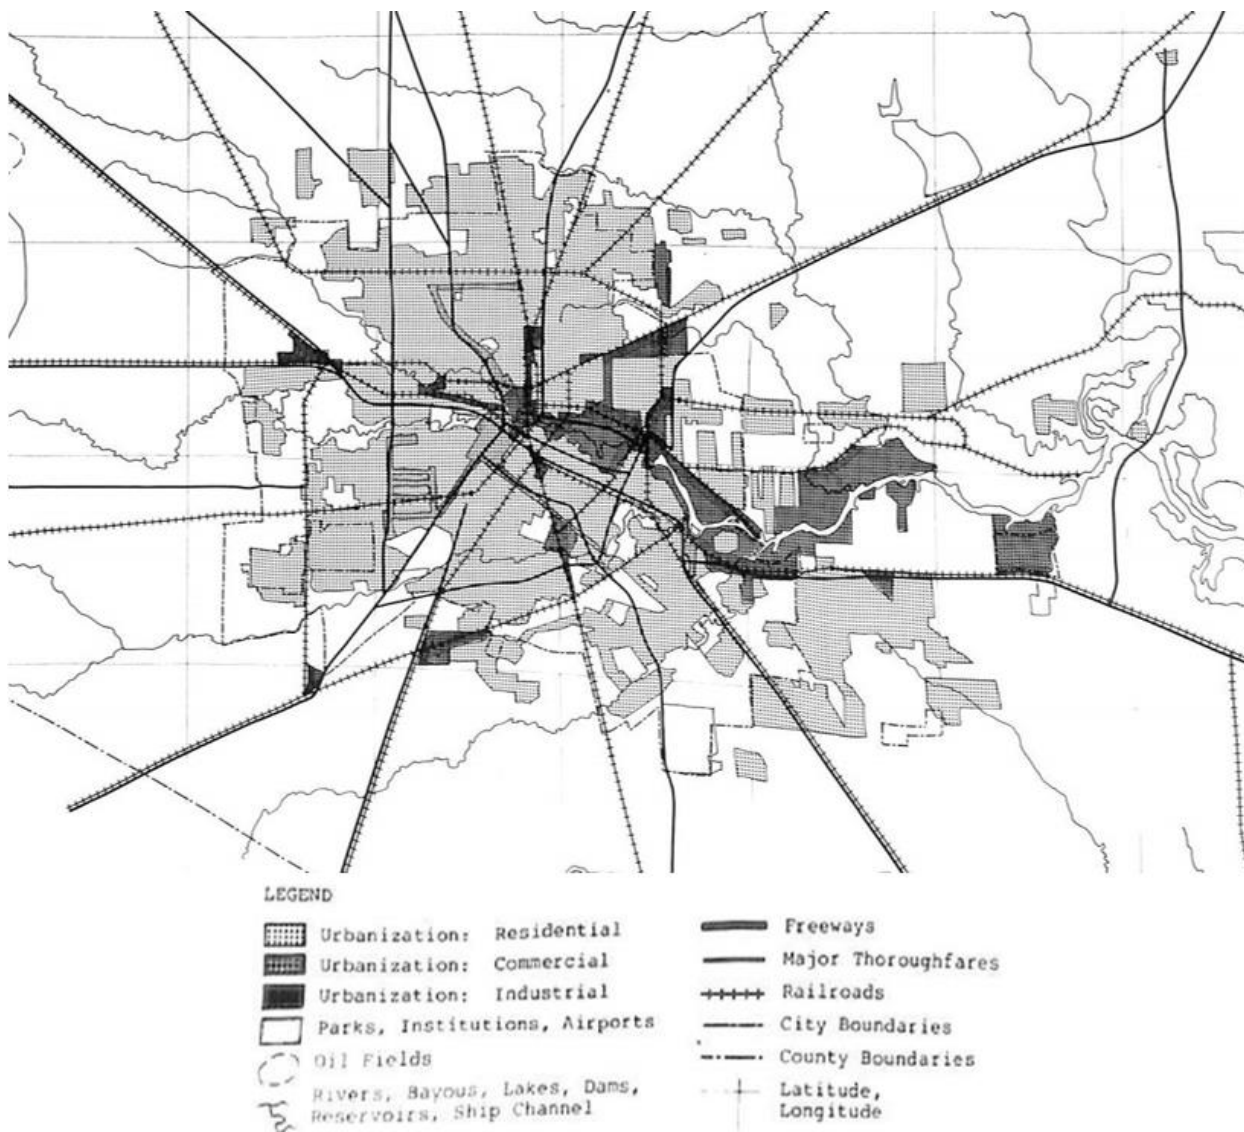 LEGEND
Urbanization: Residential
Urbanization: Commercial
Urbanization: Industrial
Parks, Institutions, Airports
Oil Fields
Rivers, Bayous, Lakes, Dams,
Reservoirs, Ship Channel
Freeways
Major Thoroughfares
Railroads
City Boundaries
County Boundaries
Latitude,
Longitude